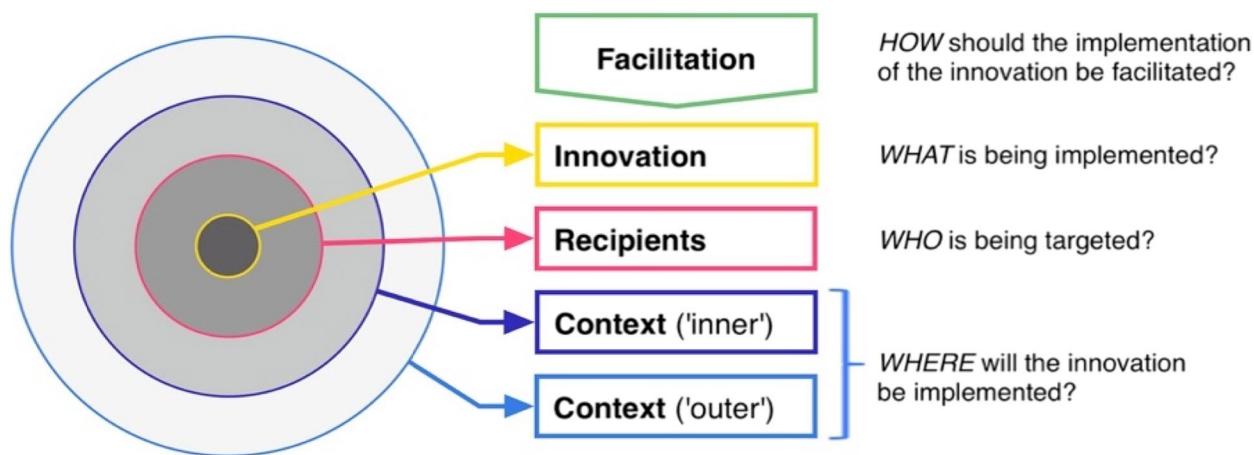 Facilitation
HOW should the implementation
of the innovation be facilitated?
Innovation
WHAT is being implemented?
Recipients
WHO is being targeted?
Context ('inner')
Context ('outer')
WHERE will the innovation
be implemented?